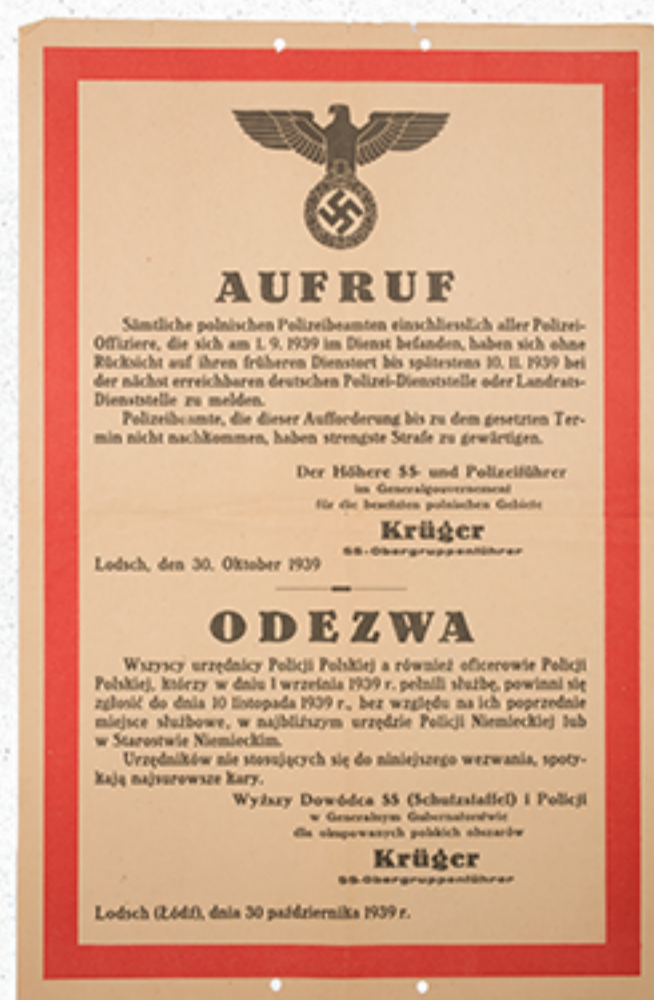 AUFRUF
Sämtliche polnischen Polizeibeamten einschliesslich aller Polizei-
Offiziere, die sich am 1. 9. 1939 im Dienst befanden, haben sich ohne
Rücksicht auf ihren früheren Dienstort bis spätestens 10. 11. 1939 bei
der nächst erreichbaren deutschen Polizei-Dienststelle oder Landrats-
Dienststelle zu melden.
Polizeibeamte, die dieser Aufforderung bis zu dem gesetzten Ter-
min nicht nachkommen, haben strengste Strafe zu gewärtigen.
Der Höhere SS- und Polizeiführer
im Generalgouvernement
für die besetzten polnischen Gebiete
Krüger
SS-Obergruppenführer
Lodsch, den 30. Oktober 1939
ODEZWA
Wszyscy urzędnicy Policji Polskiej a również oficerowie Policji
Polskiej, którzy w dniu 1 września 1939 r. pełnili służbę, powinni się
zgłosić do dnia 10 listopada 1939 r., bez względu na ich poprzednie
miejsce służbowe, w najbliższym urzędzie Policji Niemieckiej lub
w Starostwie Niemieckim.
Urzędników nie stosujących się do niniejszego wezwania, spoty-
kają najsurowsze kary.
Wyższy Dowódca SS (Schutzstaffel) i Policji
w Generalnym Gubernatorstwie
dla okupowanych polskich obszarów
Krüger
SS-Obergruppenführer
Lodsch (Łódź), dnia 30 października 1939 r.